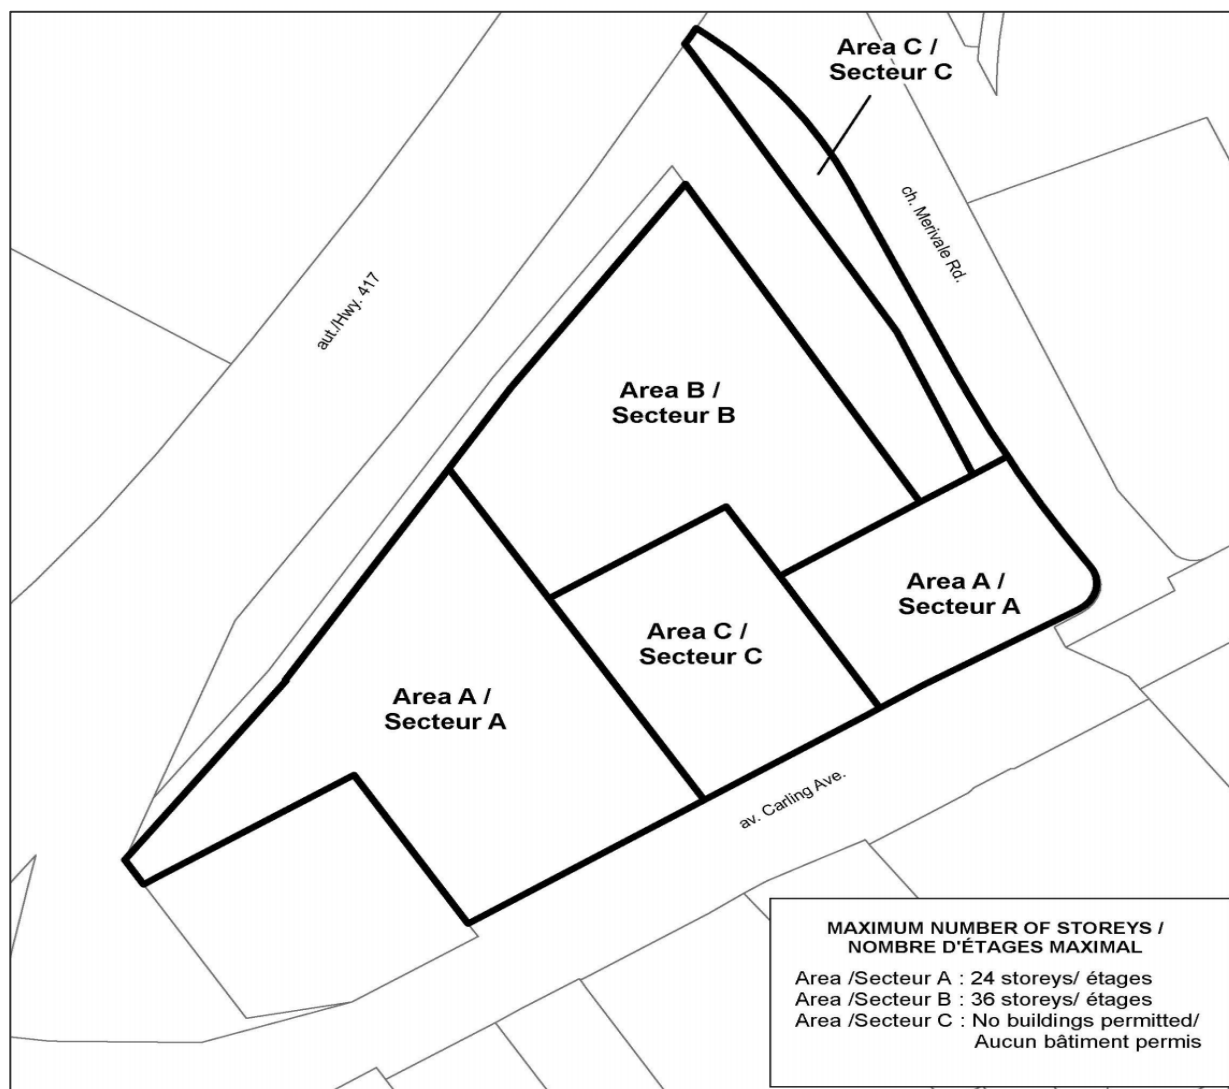 Area C /
Secteur C
ch. Merivale Rd.
aut./Hwy. 417
Area B /
Secteur B
Area A /
Secteur A
Area C /
Secteur C
Area A /
Secteur A
av. Carling Ave.
MAXIMUM NUMBER OF STOREYS /
NOMBRE D'ÉTAGES MAXIMAL
Area /Secteur A : 24 storeys/ étages
Area /Secteur B : 36 storeys/ étages
Area /Secteur C : No buildings permitted/
Aucun bâtiment permis